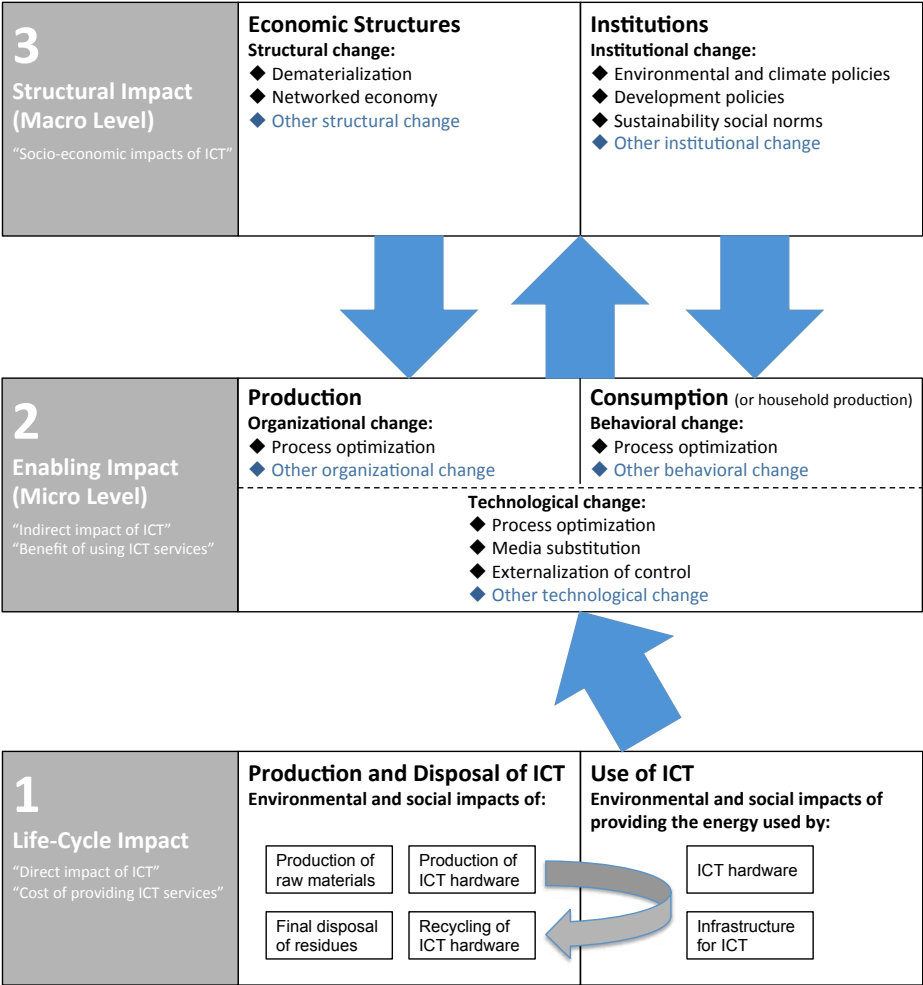 3
Structural Impact
(Macro Level)
“Socio-economic impacts of ICT”
Economic Structures
Structural change:
◆ Dematerialization
◆ Networked economy
◆ Other structural change
Institutions
Institutional change:
◆ Environmental and climate policies
◆ Development policies
◆ Sustainability social norms
◆ Other institutional change
2
Enabling Impact
(Micro Level)
“Indirect impact of ICT”
“Benefit of using ICT services”
Production
Organizational change:
◆ Process optimization
◆ Other organizational change
Consumption (or household production)
Behavioral change:
◆ Process optimization
◆ Other behavioral change
Technological change:
◆ Process optimization
◆ Media substitution
◆ Externalization of control
◆ Other technological change
1
Life-Cycle Impact
“Direct impact of ICT”
“Cost of providing ICT services”
Production and Disposal of ICT
Environmental and social impacts of:
Production of
raw materials
Production of
ICT hardware
Final disposal
of residues
Recycling of
ICT hardware
Use of ICT
Environmental and social impacts of
providing the energy used by:
ICT hardware
Infrastructure
for ICT